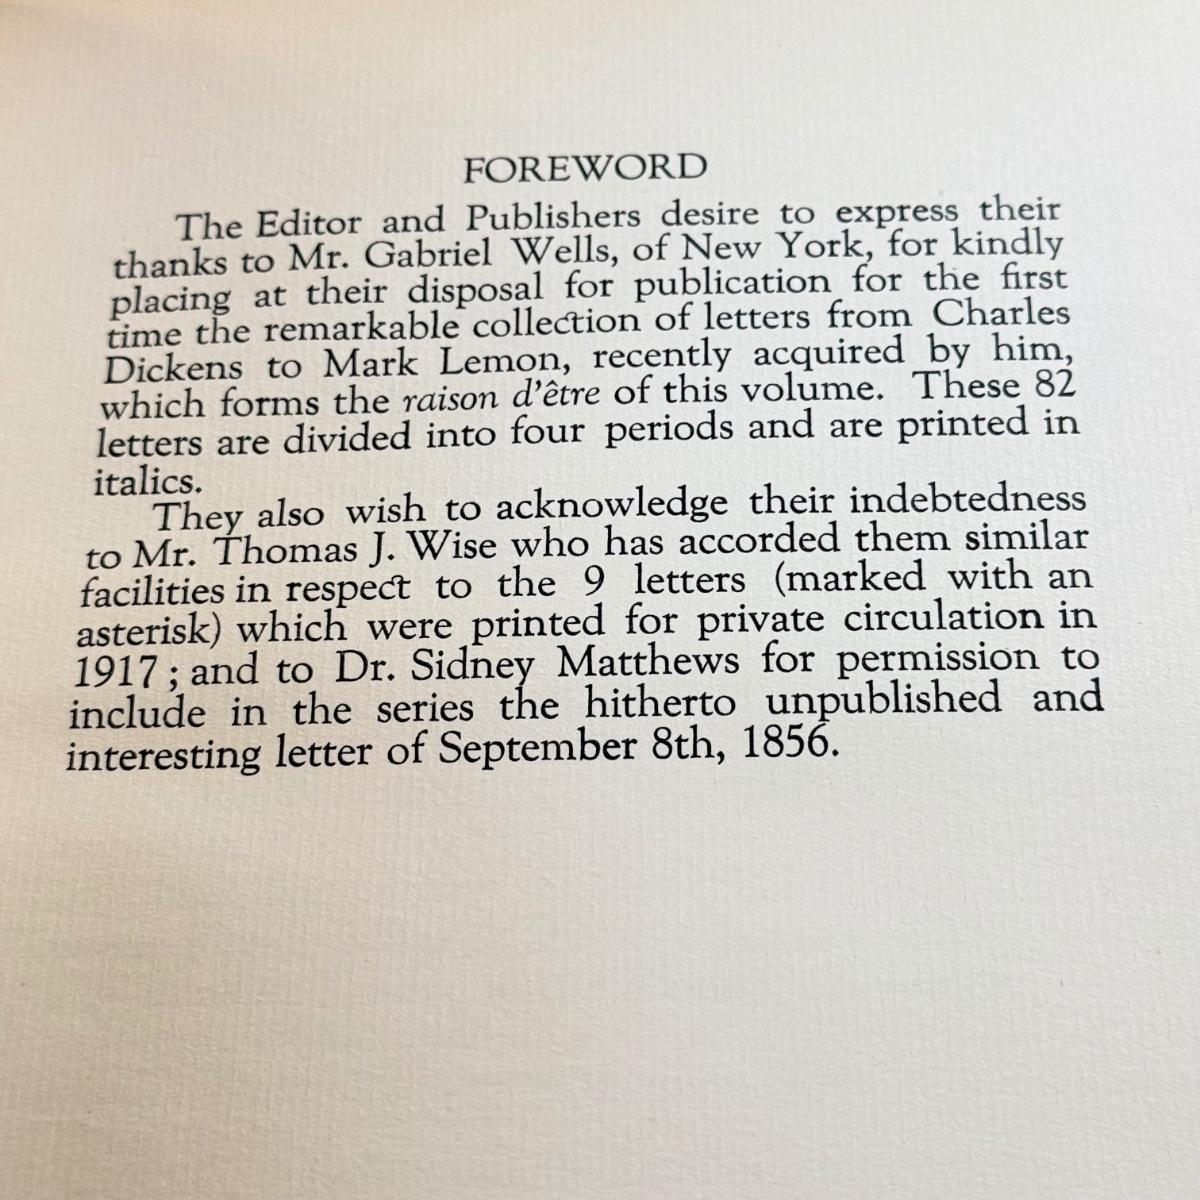 FOREWORD
The Editor and Publishers desire to express their
thanks to Mr. Gabriel Wells, of New York, for kindly
placing at their disposal for publication for the first
time the remarkable collection of letters from Charles
Dickens to Mark Lemon, recently acquired by him,
which forms the raison d'être of this volume. These 82
letters are divided into four periods and are printed in
italics.
They also wish to acknowledge their indebtedness
to Mr. Thomas J. Wise who has accorded them similar
facilities in respect to the 9 letters (marked with an
asterisk) which were printed for private circulation in
1917 ; and to Dr. Sidney Matthews for permission to
include in the series the hitherto unpublished and
interesting letter of September 8th, 1856.